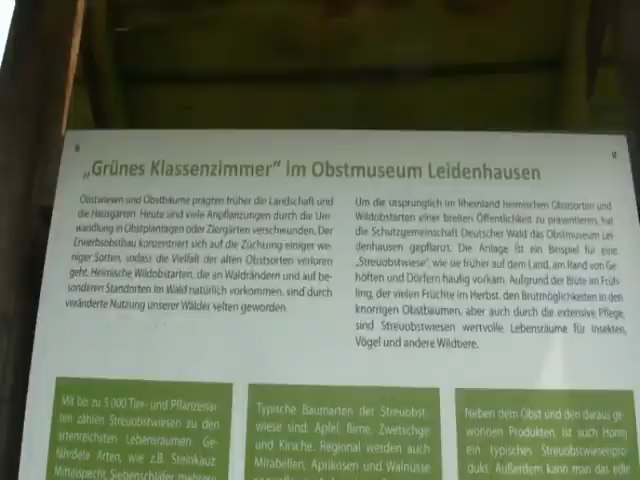 „Grünes Klassenzimmer" im Obstmuseum Leidenhausen
Obstwiesen und Obstbäume prägten früher die Landschaft und
die Hausgärten. Heute sind viele Anpflanzungen durch die Um-
wandlung in Obstplantagen oder Ziergärten verschwunden. Der
Erwerbsobstbau konzentriert sich auf die Züchtung einiger we-
niger Sorten, sodass die Vielfalt der alten Obstsorten verloren
geht. Heimische Wildobstarten, die an Waldrändern und auf be-
sonderen Standorten im Wald natürlich vorkommen, sind durch
veränderte Nutzung unserer Wälder selten geworden.
Um die ursprünglich im Rheinland heimischen Obstsorten und
Wildobstarten einer breiten Öffentlichkeit zu präsentieren, hat
die Schutzgemeinschaft Deutscher Wald das Obstmuseum Lei-
denhausen gepflanzt. Die Anlage ist ein Beispiel für eine
„Streuobstwiese", wie sie früher auf dem Land, am Rand von Ge-
höften und Dörfern häufig vorkam. Aufgrund der Blüte im Früh-
ling, der vielen Früchte im Herbst, den Brutmöglichkeiten in den
knorrigen Obstbäumen, aber auch durch die extensive Pflege,
sind Streuobstwiesen wertvolle Lebensräume für Insekten,
Vögel und andere Wildtiere.
Mit bis zu 5.000 Tier- und Pflanzenar-
ten zählen Streuobstwiesen zu den
artenreichsten Lebensräumen. Ge-
fährdete Arten, wie z.B. Steinkauz,
Mittelspecht, Siebenschläfer
Typische Baumarten der Streuobst-
wiese sind: Apfel, Birne, Zwetschge
und Kirsche. Regional werden auch
Mirabellen, Aprikosen und Walnüsse
Neben dem Obst und den daraus ge-
wonnen Produkten, ist auch Honig
ein typisches Streuobstwiesenpro-
dukt. Außerdem kann man das edle